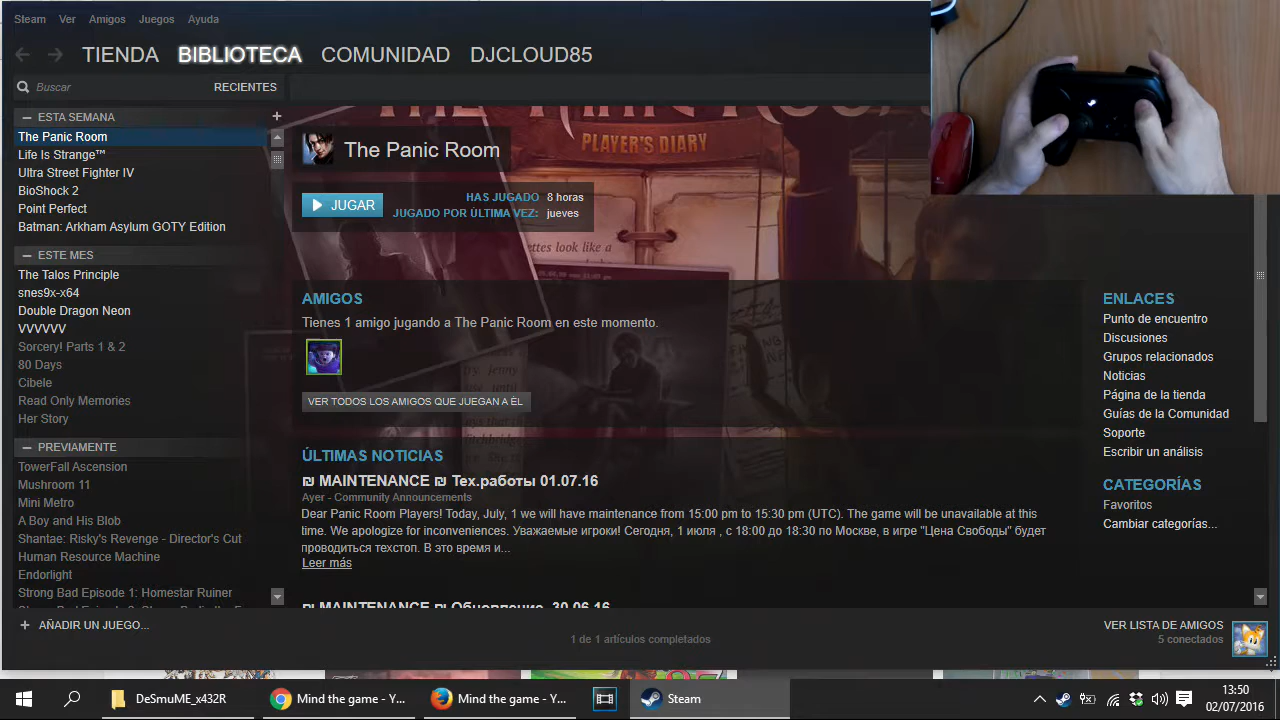 Steam Ver Amigos Juegos Ayuda
TIENDA BIBLIOTECA COMUNIDAD DJCLOUD85
Buscar RECIENTES
ESTA SEMANA
The Panic Room
Life Is Strange™
Ultra Street Fighter IV
BioShock 2
Point Perfect
Batman: Arkham Asylum GOTY Edition
ESTE MES
The Talos Principle
snes9x-x64
Double Dragon Neon
VVVVVV
Sorcery! Parts 1 & 2
80 Days
Cibele
Read Only Memories
Her Story
PREVIAMENTE
TowerFall Ascension
Mushroom 11
Mini Metro
A Boy and His Blob
Shantae: Risky's Revenge - Director's Cut
Human Resource Machine
Endorlight
Strong Bad Episode 1: Homestar Ruiner
AÑADIR UN JUEGO...
PLAYER'S DIARY
The Panic Room
JUGAR
HAS JUGADO 8 horas
JUGADO POR ÚLTIMA VEZ: jueves
AMIGOS
Tienes 1 amigo jugando a The Panic Room en este momento.
VER TODOS LOS AMIGOS QUE JUEGAN A ÉL
ÚLTIMAS NOTICIAS
₪ MAINTENANCE ₪ Тех.работы 01.07.16
Ayer - Community Announcements
Dear Panic Room Players! Today, July, 1 we will have maintenance from 15:00 pm to 15:30 pm (UTC). The game will be unavailable at this
time. We apologize for inconveniences. Уважаемые игроки! Сегодня, 1 июля , с 18:00 до 18:30 по Москве, в игре "Цена Свободы" будет
проводиться техстоп. В это время и...
Leer más
₪ MAINTENANCE ₪ Обновление 30.06.16
ENLACES
Punto de encuentro
Discusiones
Grupos relacionados
Noticias
Página de la tienda
Guías de la Comunidad
Soporte
Escribir un análisis
CATEGORÍAS
Favoritos
Cambiar categorías...
1 de 1 artículos completados
VER LISTA DE AMIGOS
5 conectados
DeSmuME_x432R
Mind the game - Y...
Mind the game - Y...
Steam
13:50
02/07/2016